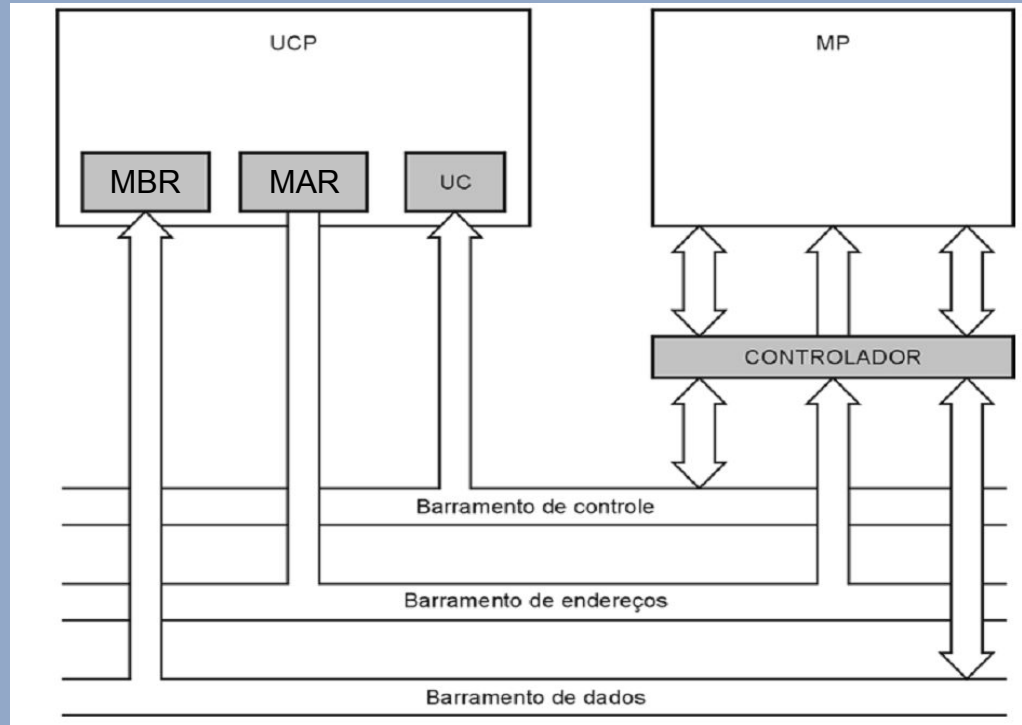 UCP
MP
MBR
MAR
UC
CONTROLADOR
Barramento de controle
Barramento de endereços
Barramento de dados